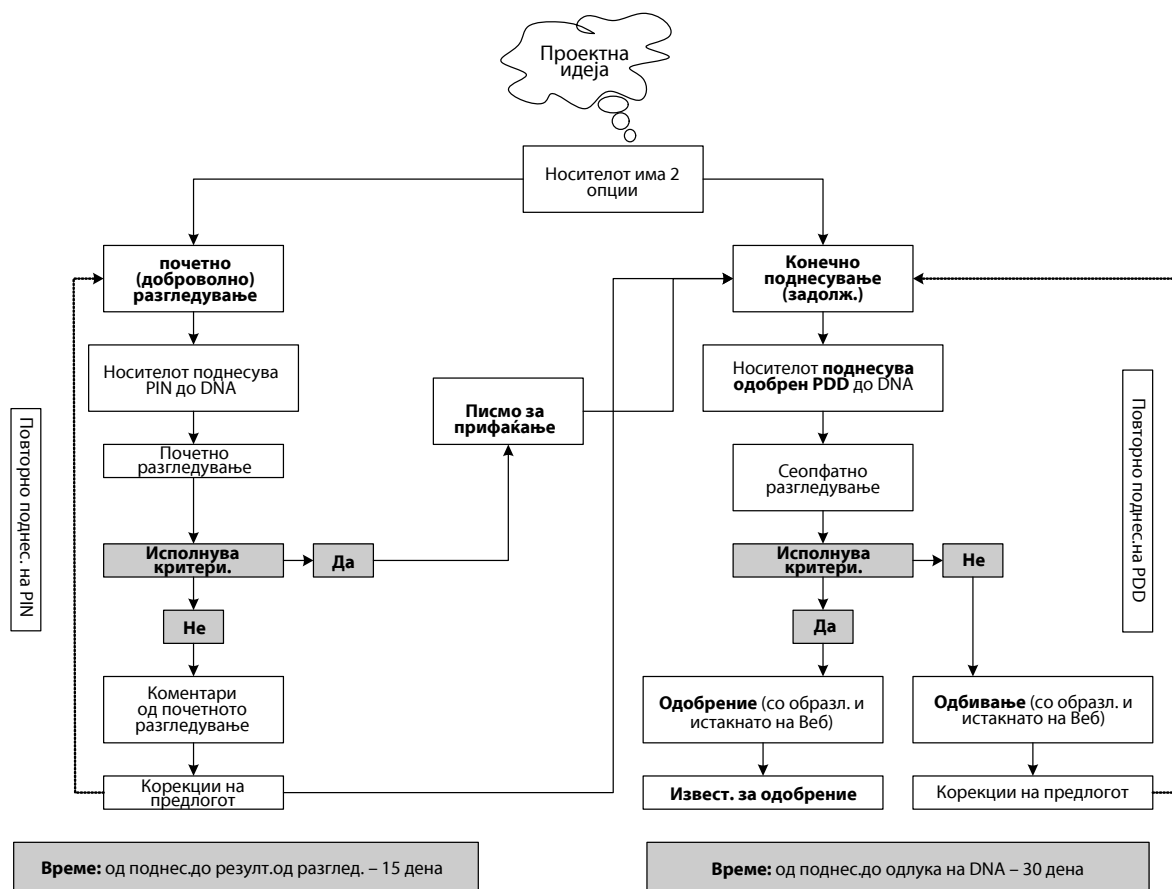 Проектна
идеја
Носителот има 2
опции
почетно
(доброволно)
разгледување
Носителот поднесува
PIN до DNA
Почетно
разгледување
Исполнува
критери.
Да
Не
Коментари
од почетното
разгледување
Корекции на
предлогот
Повторно поднес. на PIN
Писмо за
прифаќање
Конечно
поднесување
(задолж.)
Носителот поднесува
одобрен PDD до DNA
Сеопфатно
разгледување
Исполнува
критери.
Не
Да
Одобрение (со образл. и
истакнато на Веб)
Извест. за одобрение
Одбивање (со образл. и
истакнато на Веб)
Корекции на предлогот
Повторно поднес.на PDD
Време: од поднес.до резулт.од разглед. – 15 дена
Време: од поднес.до одлука на DNA – 30 дена